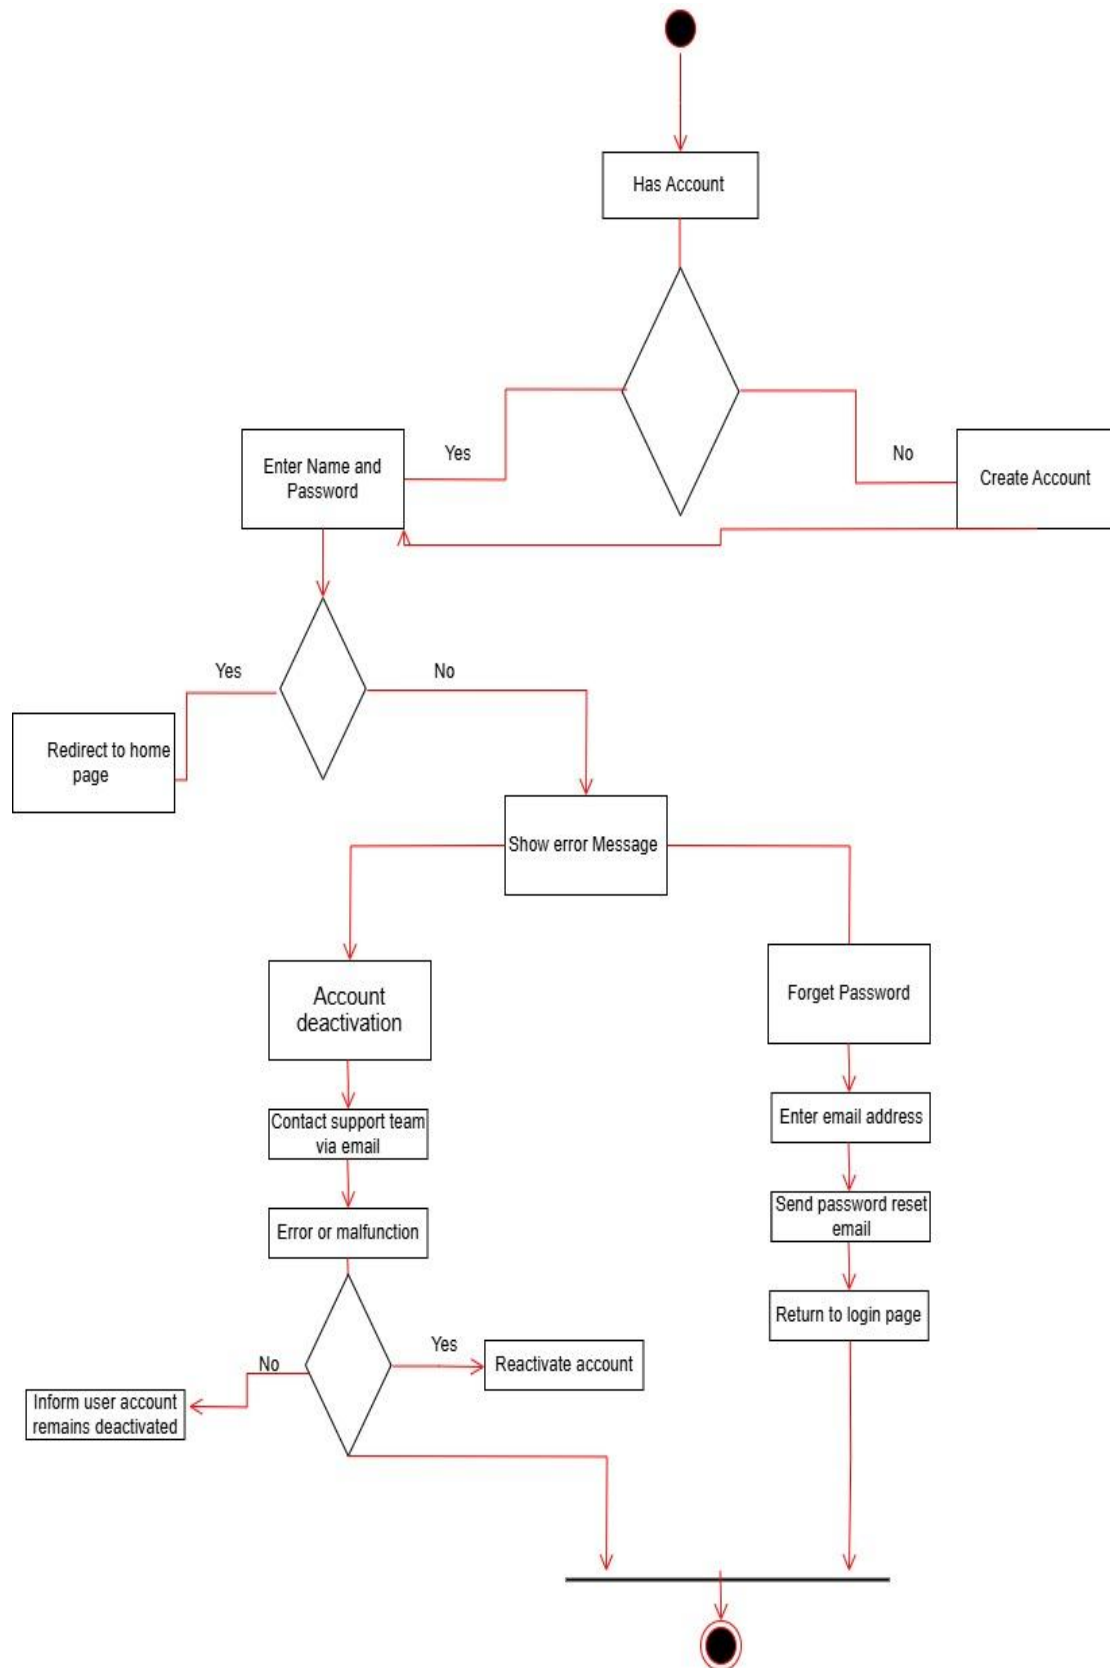 Has Account
Yes
No
Enter Name and
Password
Create Account
Yes
No
Redirect to home
page
Show error Message
Account
deactivation
Forget Password
Contact support team
via email
Enter email address
Error or malfunction
Send password reset
email
Return to login page
No
Yes
Reactivate account
Inform user account
remains deactivated